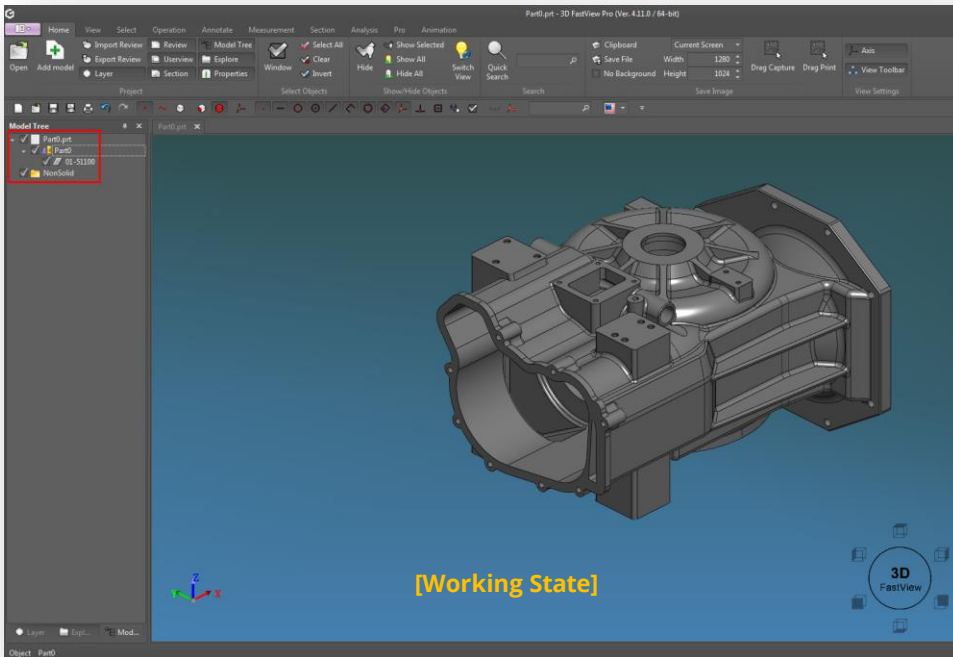 Part0.prt - 3D FastView Pro (Ver. 4.11.0 / 64-bit)
Home View Select Operation Annotate Measurement Section Analysis Pro Animation
Open
Add model
Import Review
Export Review
Layer
Review
Userview
Section
Model Tree
Explore
Properties
Project
Window
Select All
Clear
Invert
Select Objects
Hide
Show Selected
Show All
Hide All
Switch
View
Show/Hide Objects
Quick
Search
Search
Clipboard
Save File
No Background
Current Screen
Width 1280
Height 1024
Drag Capture
Drag Print
Save Image
Axis
View Toolbar
View Settings
Model Tree
Part0.prt
Part0.prt
Part0
01-51100
NonSolid
Z
Y
X
[Working State]
3D
FastView
Layer Expl... Mod...
Object Part0